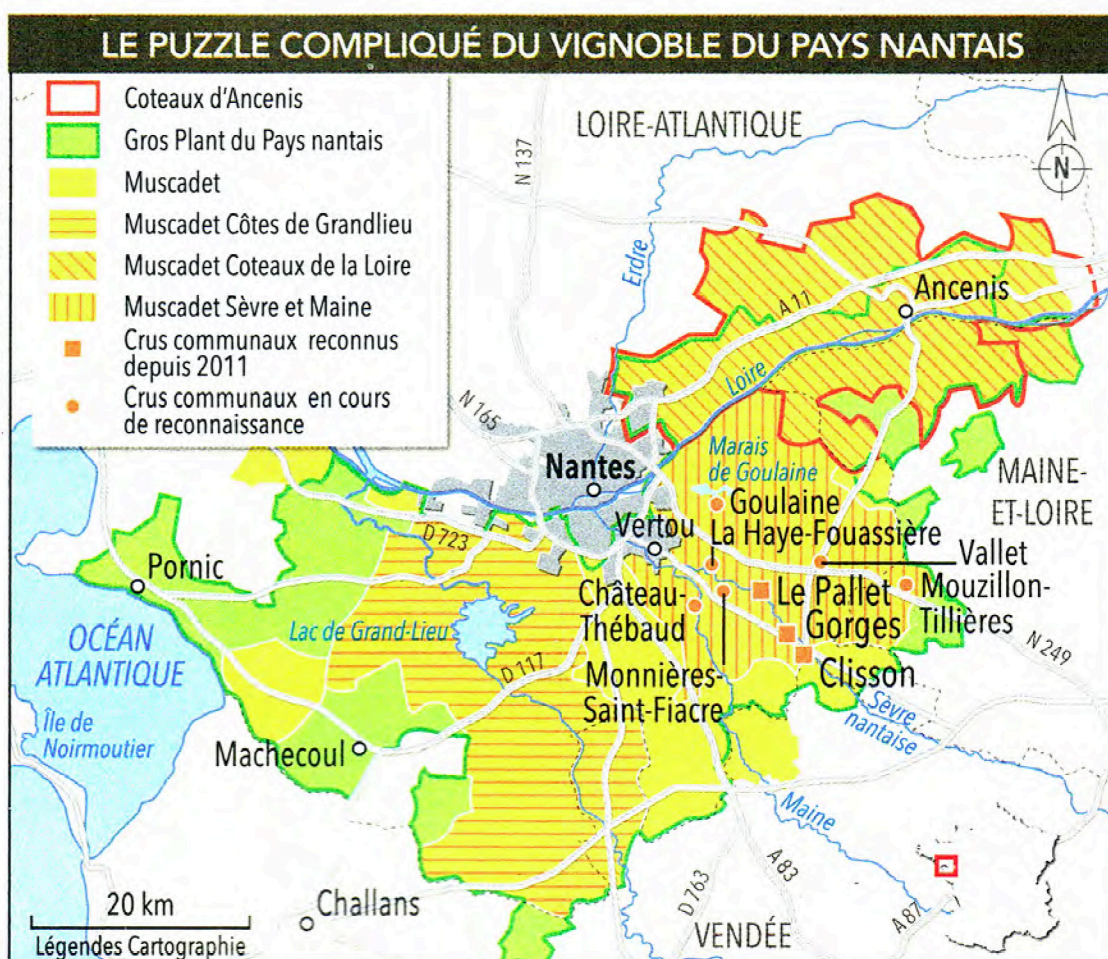 LE PUZZLE COMPLIQUÉ DU VIGNOBLE DU PAYS NANTAIS
Coteaux d'Ancenis
Gros Plant du Pays nantais
Muscadet
Muscadet Côtes de Grandlieu
Muscadet Coteaux de la Loire
Muscadet Sèvre et Maine
Crus communaux reconnus
depuis 2011
Crus communaux en cours
de reconnaissance
LOIRE-ATLANTIQUE
N
N 137
Erdre
A 11
Ancenis
Loire
N 165
Nantes
Marais
de Goulaine
MAINE-
ET-LOIRE
Goulaine
Vertou
La Haye-Fouassière
Vallet
D 723
Pornic
Château-
Thébaud
Le Pallet
Mouzillon-
Tillières
Gorges
N 249
Lac de Grand-Lieu
OCÉAN
ATLANTIQUE
D 117
Monnières-
Saint-Fiacre
Clisson
Sèvre
nantaise
Île de
Noirmoutier
Machecoul
Maine
20 km
Challans
D 763
A 83
A 87
VENDÉE
Légendes Cartographie